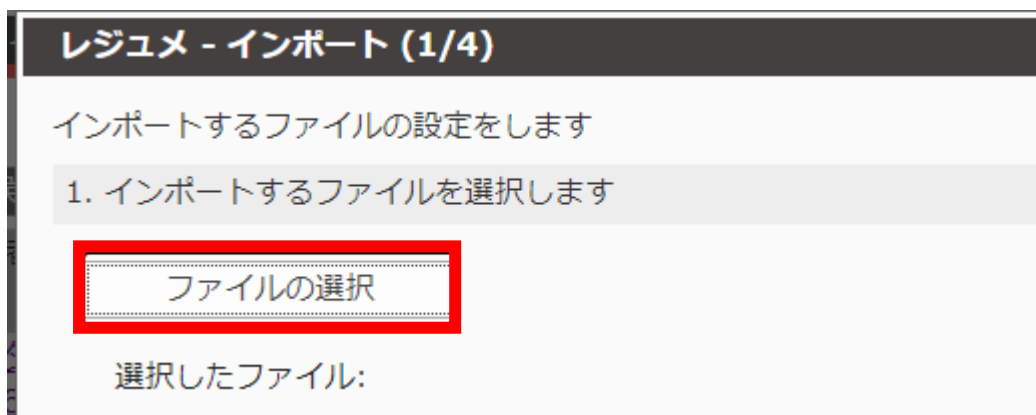 レジュメ - インポート (1/4)
インポートするファイルの設定をします
1. インポートするファイルを選択します
ファイルの選択
選択したファイル: